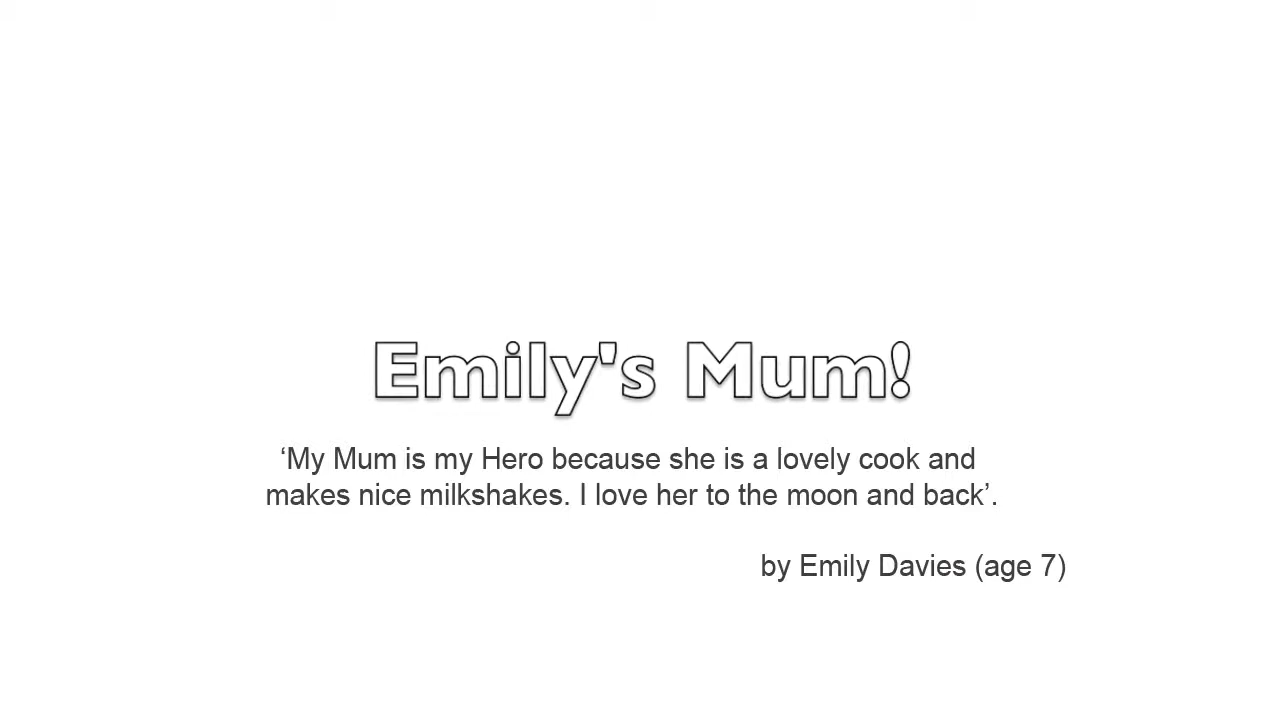 Emily's Mum!
‘My Mum is my Hero because she is a lovely cook and
makes nice milkshakes. I love her to the moon and back’.
by Emily Davies (age 7)